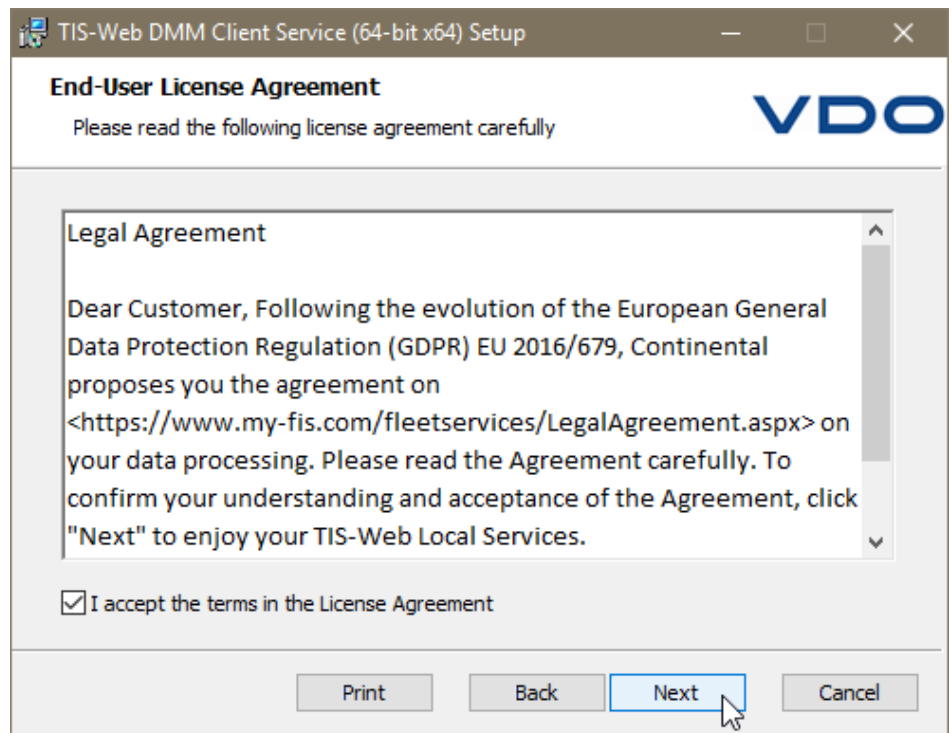 TIS-Web DMM Client Service (64-bit x64) Setup
End-User License Agreement
Please read the following license agreement carefully
VDO
Legal Agreement
Dear Customer, Following the evolution of the European General
Data Protection Regulation (GDPR) EU 2016/679, Continental
proposes you the agreement on
<https://www.my-fis.com/fleetservices/LegalAgreement.aspx> on
your data processing. Please read the Agreement carefully. To
confirm your understanding and acceptance of the Agreement, click
"Next" to enjoy your TIS-Web Local Services.
I accept the terms in the License Agreement
Print Back Next Cancel